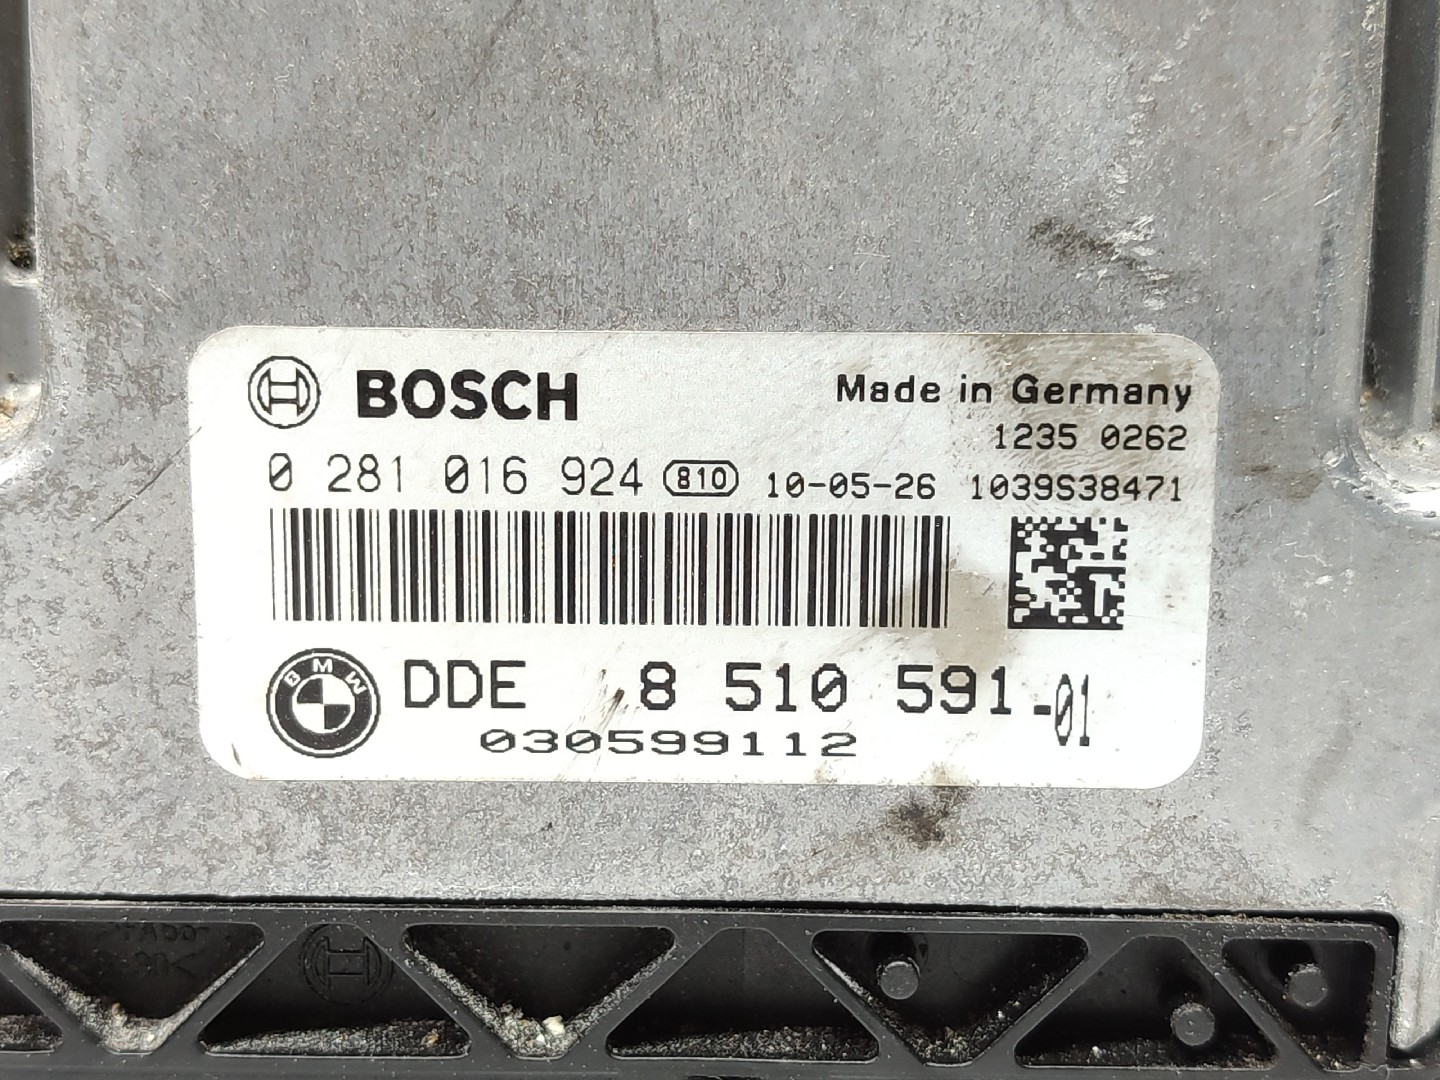 BOSCH Made in Germany
1235 0262
0 281 016 924 810 10-05-26 1039S38471
BMW DDE 8 510 591-01
030599112